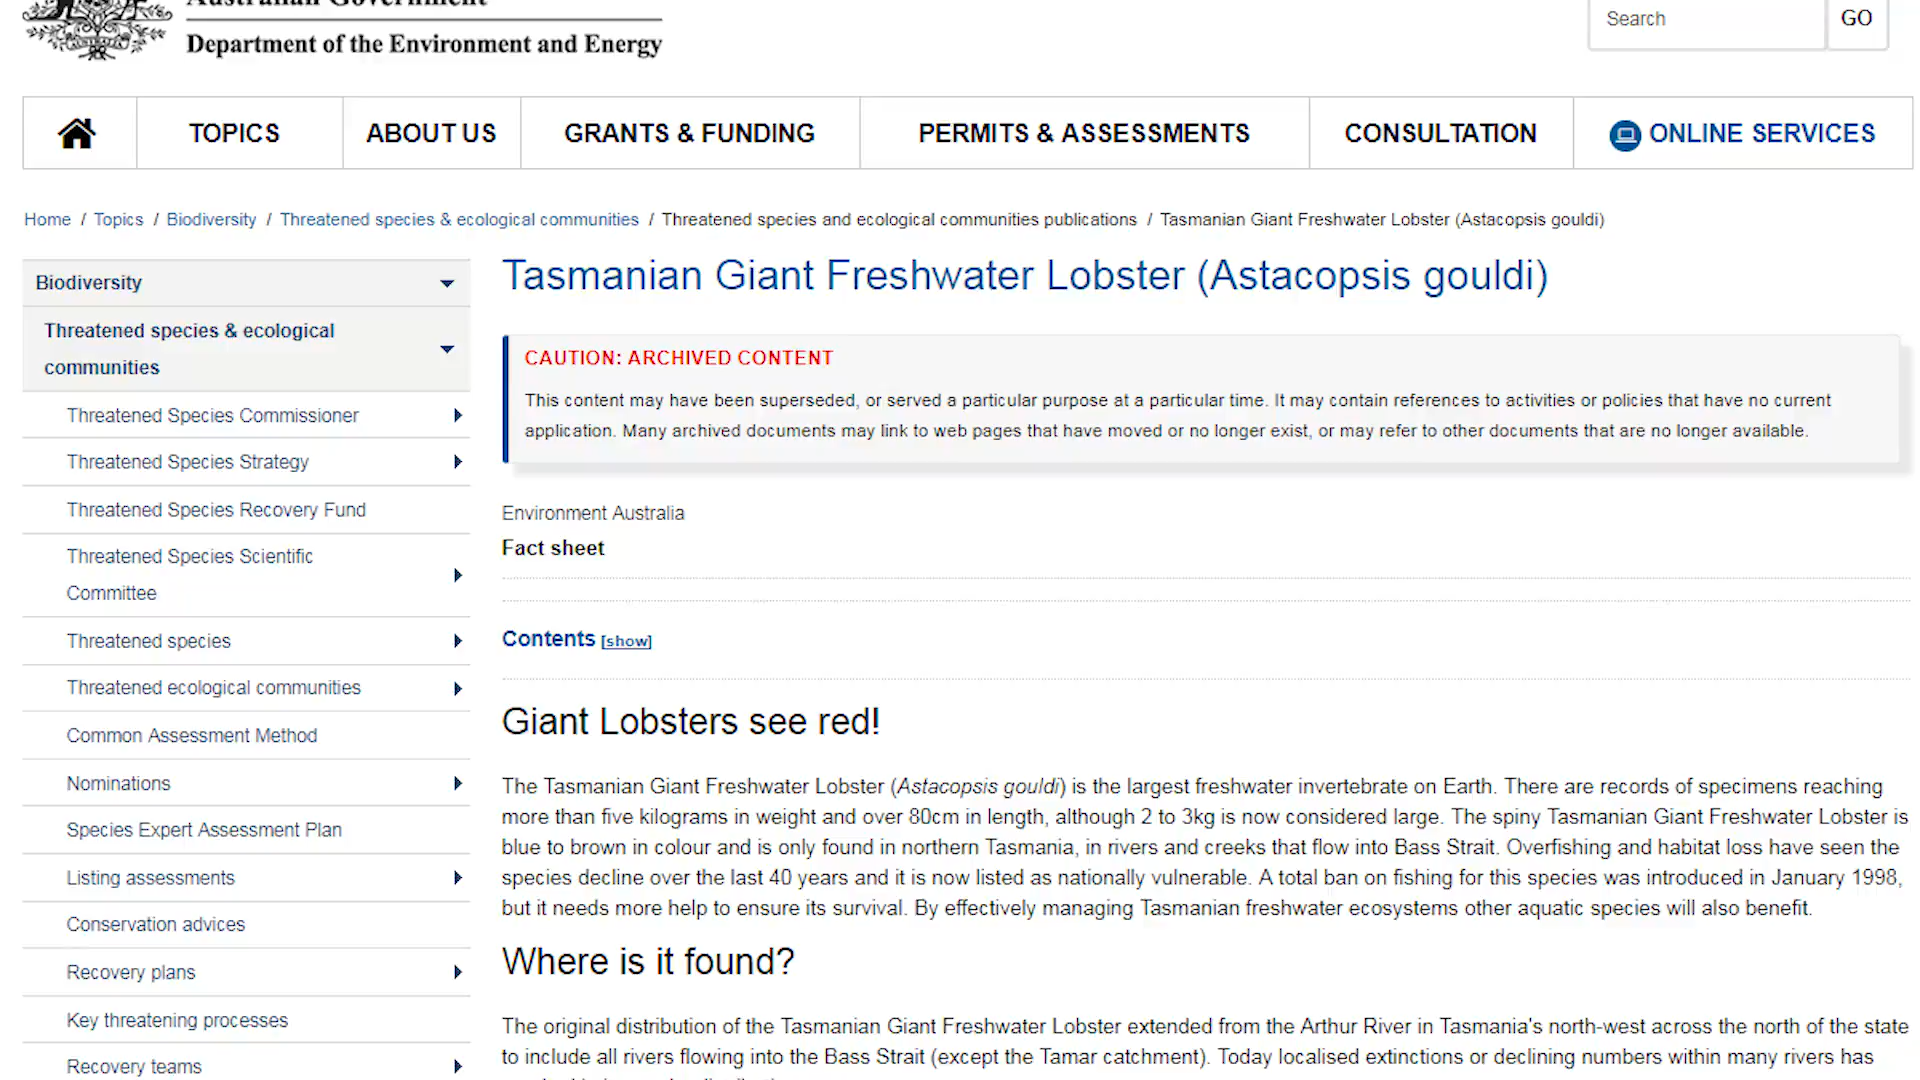 Australian Government
Department of the Environment and Energy
Search
GO
TOPICS
ABOUT US
GRANTS & FUNDING
PERMITS & ASSESSMENTS
CONSULTATION
ONLINE SERVICES
Home / Topics / Biodiversity / Threatened species & ecological communities / Threatened species and ecological communities publications / Tasmanian Giant Freshwater Lobster (Astacopsis gouldi)
Biodiversity
Threatened species & ecological
communities
Threatened Species Commissioner
Threatened Species Strategy
Threatened Species Recovery Fund
Threatened Species Scientific
Committee
Threatened species
Threatened ecological communities
Common Assessment Method
Nominations
Species Expert Assessment Plan
Listing assessments
Conservation advices
Recovery plans
Key threatening processes
Recovery teams
Tasmanian Giant Freshwater Lobster (Astacopsis gouldi)
CAUTION: ARCHIVED CONTENT
This content may have been superseded, or served a particular purpose at a particular time. It may contain references to activities or policies that have no current
application. Many archived documents may link to web pages that have moved or no longer exist, or may refer to other documents that are no longer available.
Environment Australia
Fact sheet
Contents [show]
Giant Lobsters see red!
The Tasmanian Giant Freshwater Lobster (Astacopsis gouldi) is the largest freshwater invertebrate on Earth. There are records of specimens reaching
more than five kilograms in weight and over 80cm in length, although 2 to 3kg is now considered large. The spiny Tasmanian Giant Freshwater Lobster is
blue to brown in colour and is only found in northern Tasmania, in rivers and creeks that flow into Bass Strait. Overfishing and habitat loss have seen the
species decline over the last 40 years and it is now listed as nationally vulnerable. A total ban on fishing for this species was introduced in January 1998,
but it needs more help to ensure its survival. By effectively managing Tasmanian freshwater ecosystems other aquatic species will also benefit.
Where is it found?
The original distribution of the Tasmanian Giant Freshwater Lobster extended from the Arthur River in Tasmania's north-west across the north of the state
to include all rivers flowing into the Bass Strait (except the Tamar catchment). Today localised extinctions or declining numbers within many rivers has